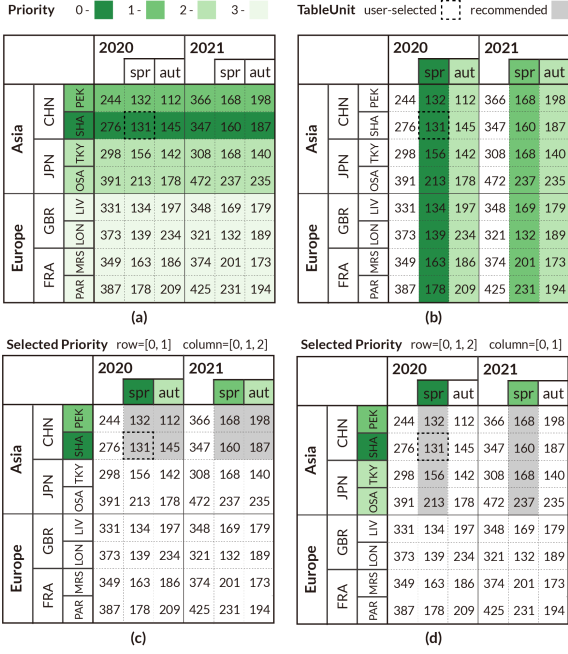 Priority 0 - 1 - 2 - 3 - TableUnit user-selected recommended
2020 2021
spr aut spr aut
Asia CHN PEK 244 132 112 366 168 198
SHA 276 131 145 347 160 187
JPN TKY 298 156 142 308 168 140
OSA 391 213 178 472 237 235
Europe GBR LIV 331 134 197 348 169 179
LON 373 139 234 321 132 189
FRA MRS 349 163 186 374 201 173
PAR 387 178 209 425 231 194
(a)
2020 2021
spr aut spr aut
Asia CHN PEK 244 132 112 366 168 198
SHA 276 131 145 347 160 187
JPN TKY 298 156 142 308 168 140
OSA 391 213 178 472 237 235
Europe GBR LIV 331 134 197 348 169 179
LON 373 139 234 321 132 189
FRA MRS 349 163 186 374 201 173
PAR 387 178 209 425 231 194
(b)
Selected Priority row=[0, 1] column=[0, 1, 2]
2020 2021
spr aut spr aut
Asia CHN PEK 244 132 112 366 168 198
SHA 276 131 145 347 160 187
JPN TKY 298 156 142 308 168 140
OSA 391 213 178 472 237 235
Europe GBR LIV 331 134 197 348 169 179
LON 373 139 234 321 132 189
FRA MRS 349 163 186 374 201 173
PAR 387 178 209 425 231 194
(c)
Selected Priority row=[0, 1, 2] column=[0, 1]
2020 2021
spr aut spr aut
Asia CHN PEK 244 132 112 366 168 198
SHA 276 131 145 347 160 187
JPN TKY 298 156 142 308 168 140
OSA 391 213 178 472 237 235
Europe GBR LIV 331 134 197 348 169 179
LON 373 139 234 321 132 189
FRA MRS 349 163 186 374 201 173
PAR 387 178 209 425 231 194
(d)